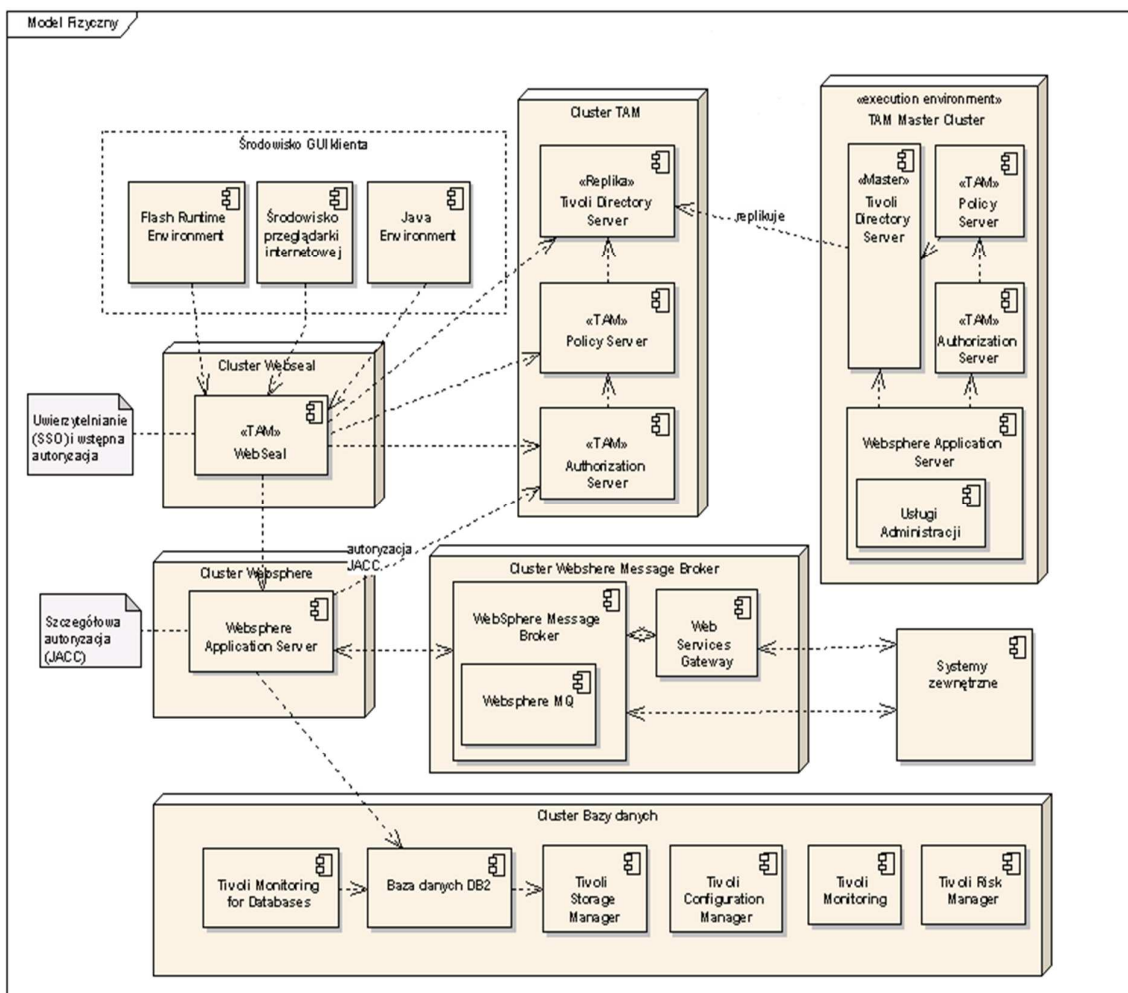 Model Fizyczny
Środowisko GUI klienta
Flash Runtime
Environment
Środowisko
przeglądarki
internetowej
Java
Environment
Cluster TAM
«Replika»
Tivoli Directory
Server
«TAM»
Policy Server
«TAM»
Authorization
Server
«execution environment»
TAM Master Cluster
«Master»
Tivoli
Directory
Server
«TAM»
Policy
Server
«TAM»
Authorization
Server
Websphere Application
Server
Usługi
Administracji
replikuje
Cluster Webseal
«TAM»
WebSeal
Uwierzytelnianie
(SSO) i wstępna
autoryzacja
autoryzacja
JACC
Cluster Websphere
Websphere
Application Server
Szczegółowa
autoryzacja
(JACC)
Cluster Webshere Message Broker
WebSphere Message
Broker
Websphere MQ
Web
Services
Gateway
Systemy
zewnętrzne
Cluster Bazy danych
Tivoli Monitoring
for Databases
Baza danych DB2
Tivoli
Storage
Manager
Tivoli
Configuration
Manager
Tivoli
Monitoring
Tivoli Risk
Manager